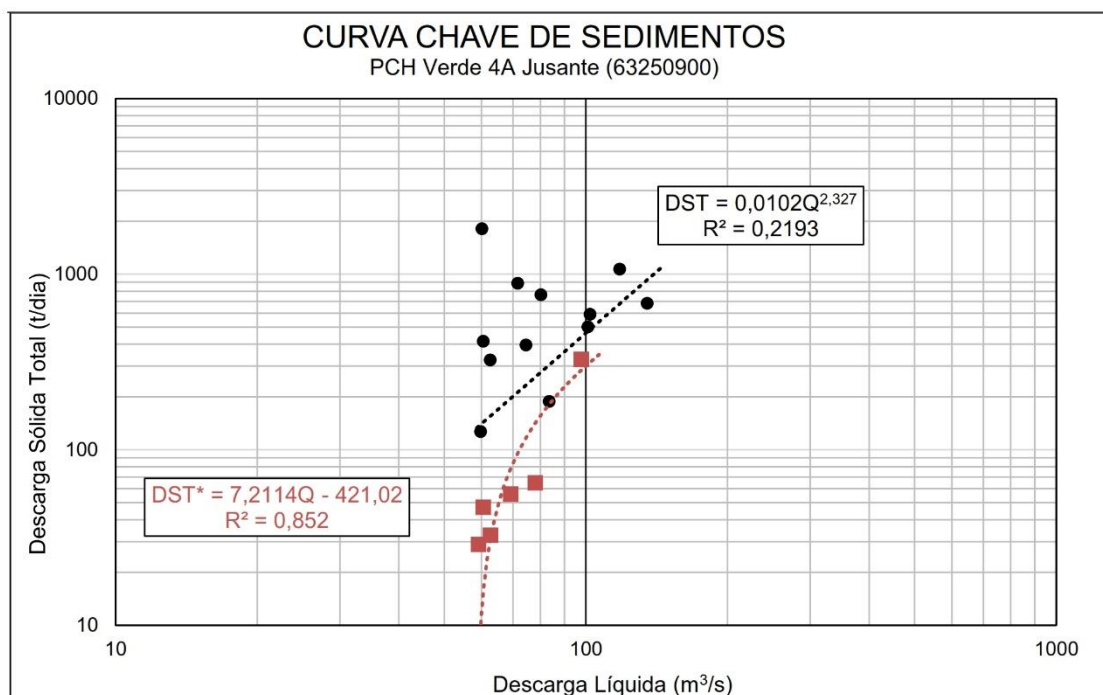 CURVA CHAVE DE SEDIMENTOS
PCH Verde 4A Jusante (63250900)
10000
1000
100
10
10
100
1000
Descarga Sólida Total (t/dia)
Descarga Líquida (m³/s)
DST = 0,0102Q²,³²⁷
R² = 0,2193
DST* = 7,2114Q - 421,02
R² = 0,852